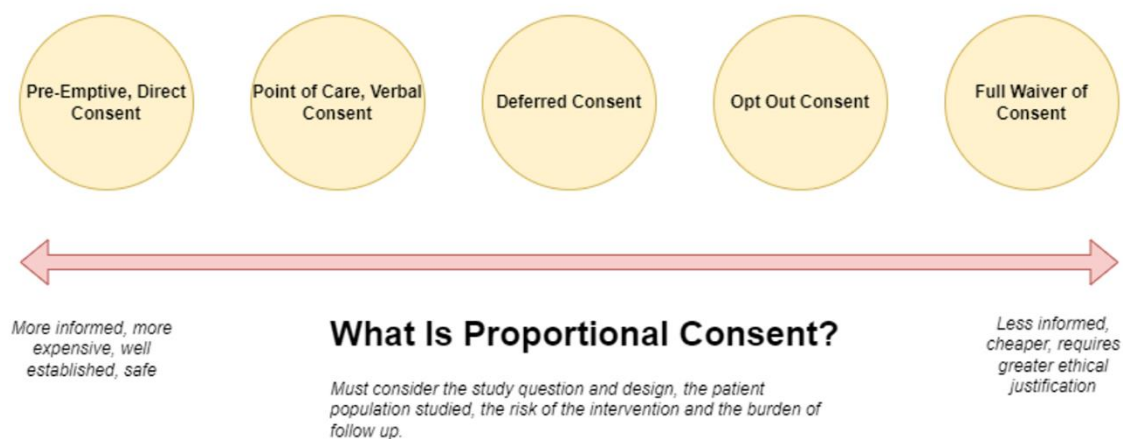 Pre-Emptive, Direct
Consent
Point of Care, Verbal
Consent
Deferred Consent
Opt Out Consent
Full Waiver of
Consent
More informed, more
expensive, well
established, safe
What Is Proportional Consent?
Must consider the study question and design, the patient
population studied, the risk of the intervention and the burden of
follow up.
Less informed,
cheaper, requires
greater ethical
justification